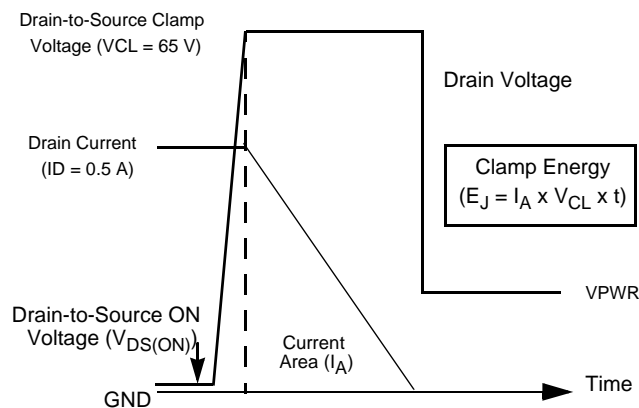 Drain-to-Source Clamp
Voltage (VCL = 65 V)
Drain Voltage
Drain Current
(ID = 0.5 A)
Clamp Energy
(EJ = IA x VCL x t)
VPWR
Drain-to-Source ON
Voltage (VDS(ON))
Current
Area (IA)
GND
Time